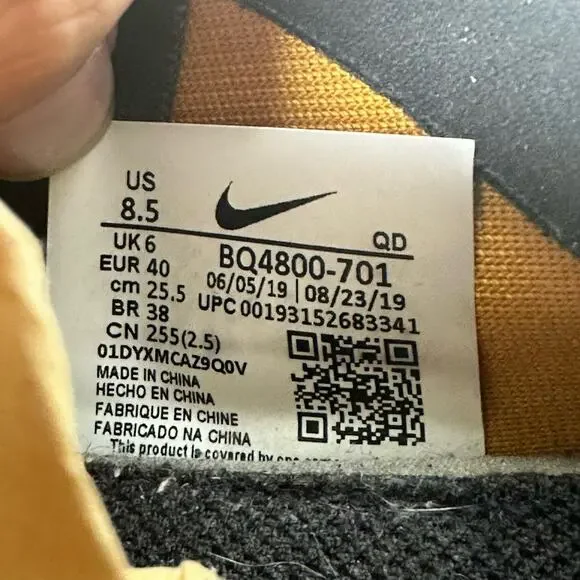 US
8.5
UK 6
EUR 40
cm 25.5
BR 38
CN 255(2.5)
QD
BQ4800-701
06/05/19 | 08/23/19
UPC 00193152683341
01DYXMCAZ9Q0V
MADE IN CHINA
HECHO EN CHINA
FABRIQUE EN CHINE
FABRICADO NA CHINA
This product is covered by one